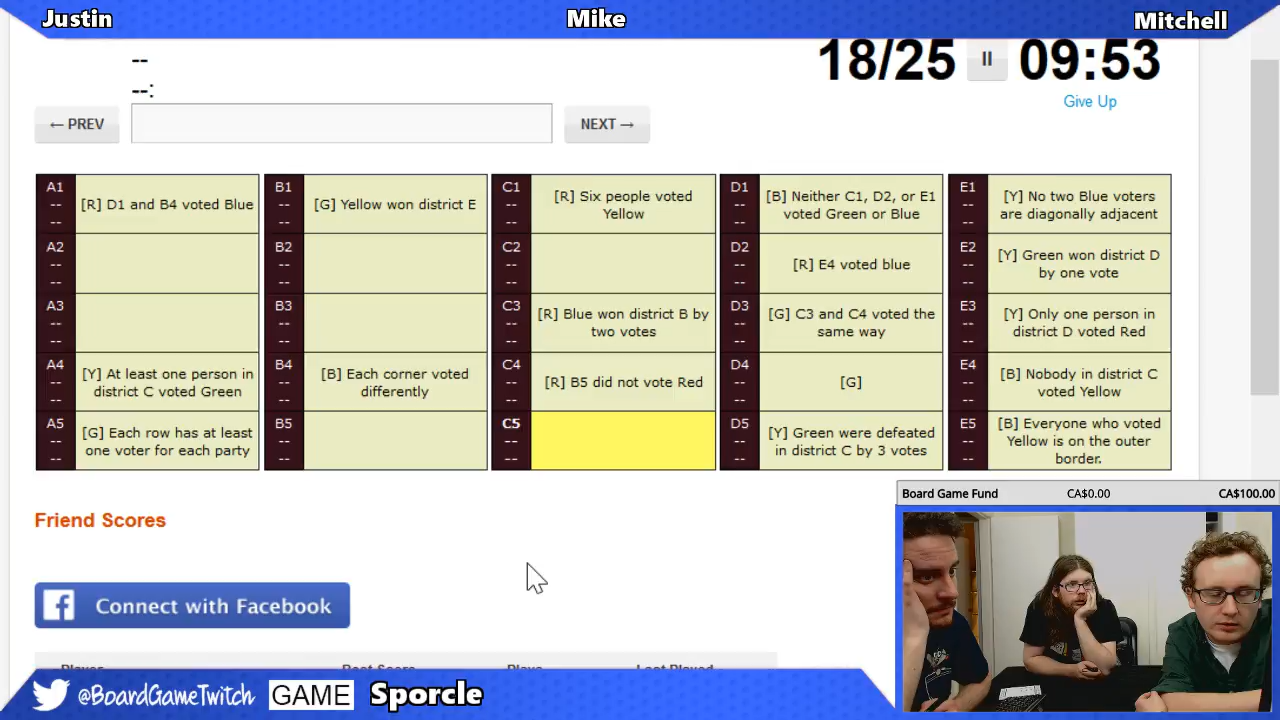 Justin
Mike
Mitchell
--
--:
18/25
II
09:53
Give Up
← PREV
NEXT →
A1
--
--
[R] D1 and B4 voted Blue
B1
--
--
[G] Yellow won district E
C1
--
--
[R] Six people voted
Yellow
D1
--
--
[B] Neither C1, D2, or E1
voted Green or Blue
E1
--
--
[Y] No two Blue voters
are diagonally adjacent
A2
--
--
B2
--
--
C2
--
--
D2
--
--
[R] E4 voted blue
E2
--
--
[Y] Green won district D
by one vote
A3
--
--
B3
--
--
C3
--
--
[R] Blue won district B by
two votes
D3
--
--
[G] C3 and C4 voted the
same way
E3
--
--
[Y] Only one person in
district D voted Red
A4
--
--
[Y] At least one person in
district C voted Green
B4
--
--
[B] Each corner voted
differently
C4
--
--
[R] B5 did not vote Red
D4
--
--
[G]
E4
--
--
[B] Nobody in district C
voted Yellow
A5
--
--
[G] Each row has at least
one voter for each party
B5
--
--
C5
--
--
D5
--
--
[Y] Green were defeated
in district C by 3 votes
E5
--
--
[B] Everyone who voted
Yellow is on the outer
border.
Board Game Fund
CA$0.00
CA$100.00
Friend Scores
f
Connect with Facebook
Player
Best Score
Plays
Last Played
@BoardGameTwitch
GAME
Sporcle